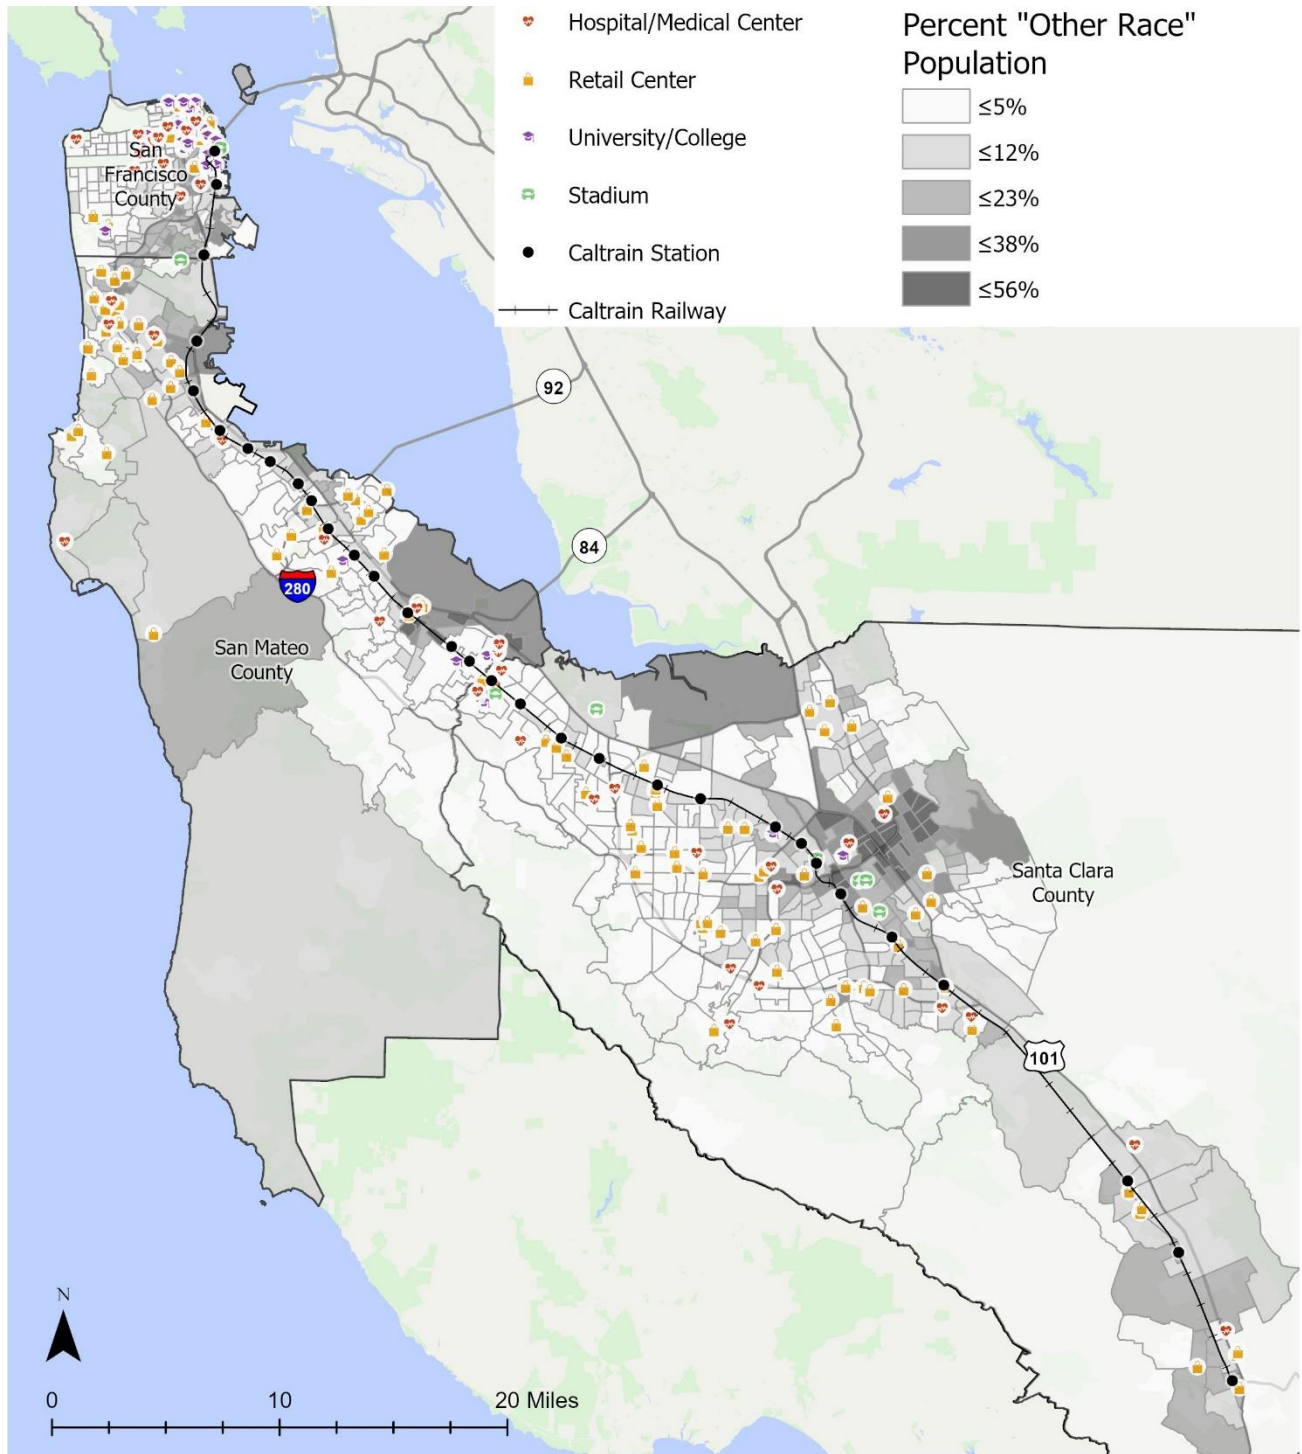 Hospital/Medical Center
Retail Center
University/College
Stadium
Caltrain Station
Caltrain Railway
Percent "Other Race"
Population
≤5%
≤12%
≤23%
≤38%
≤56%
San
Francisco
County
92
84
280
San Mateo
County
Santa Clara
County
101
N
0
10
20 Miles